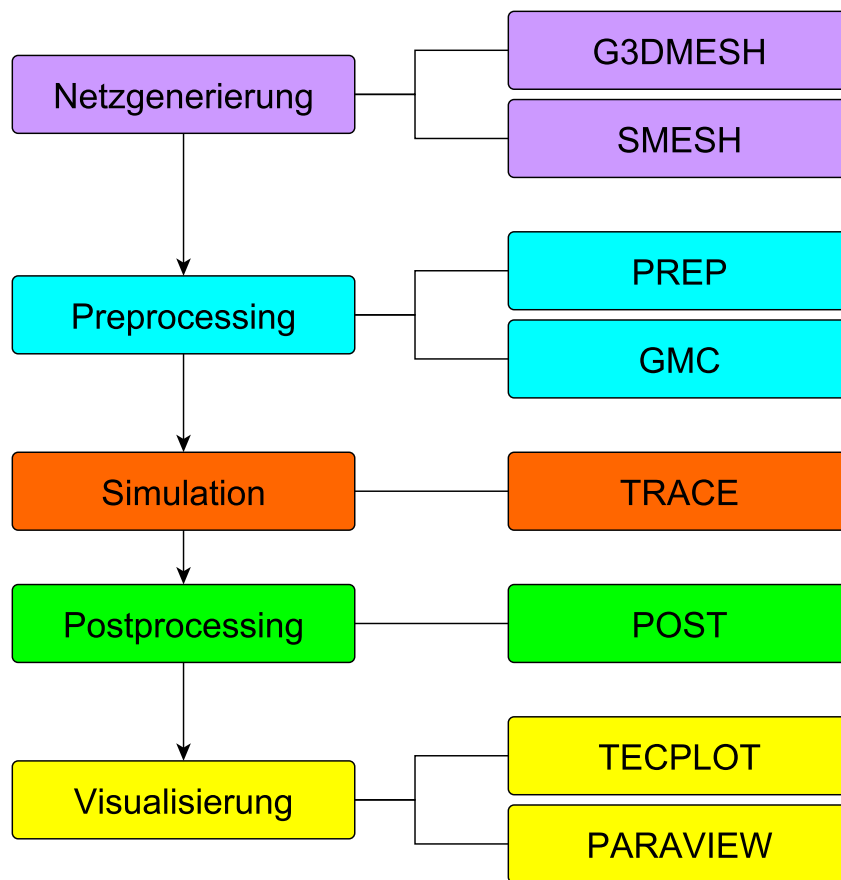 Netzgenerierung
G3DMESH
SMESH
Preprocessing
PREP
GMC
Simulation
TRACE
Postprocessing
POST
Visualisierung
TECPLOT
PARAVIEW